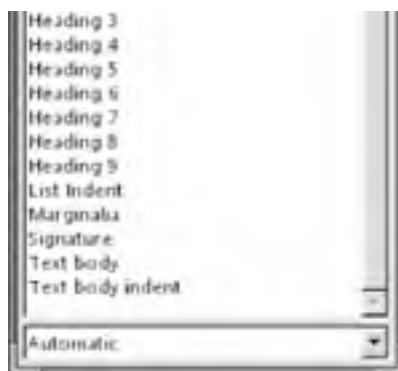 Heading 3
Heading 4
Heading 5
Heading 6
Heading 7
Heading 8
Heading 9
List Indent
Marginalia
Signature
Text body
Text body indent
Automatic